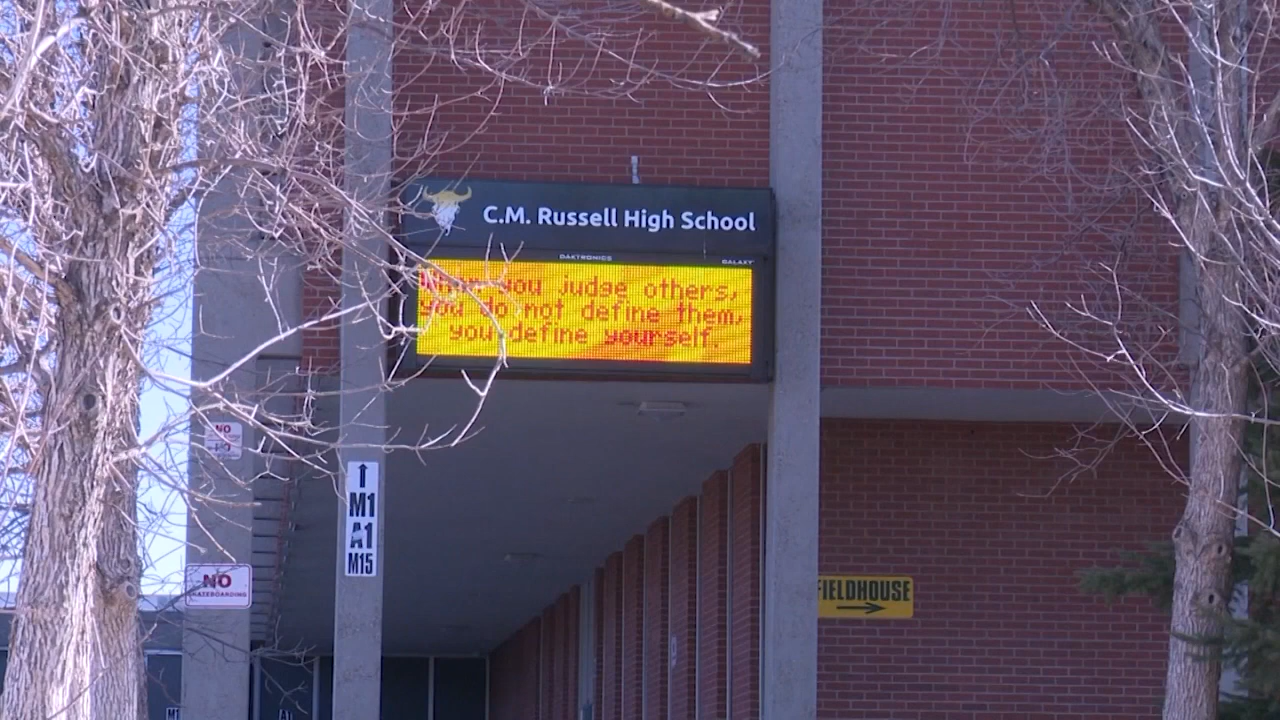 C.M. Russell High School
DAKTRONICS GALAXY
When you judge others,
you do not define them,
you define yourself.
NO
NO
M1
A1
M15
NO
SKATEBOARDING
FIELDHOUSE